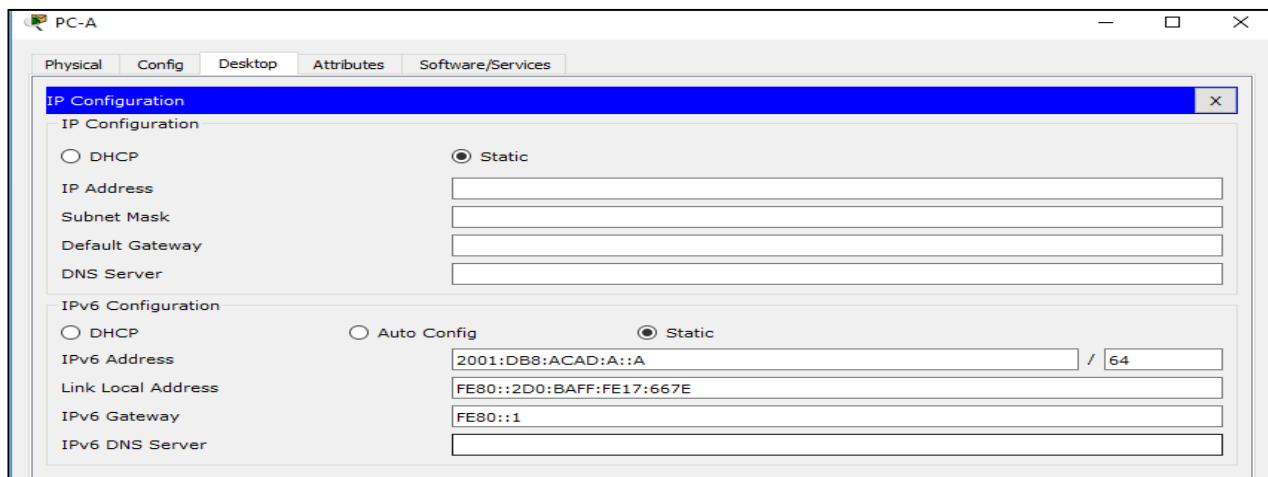 PC-A
Physical Config Desktop Attributes Software/Services
IP Configuration X
IP Configuration
DHCP Static
IP Address
Subnet Mask
Default Gateway
DNS Server
IPv6 Configuration
DHCP Auto Config Static
IPv6 Address 2001:DB8:ACAD:A::A / 64
Link Local Address FE80::2D0:BAFF:FE17:667E
IPv6 Gateway FE80::1
IPv6 DNS Server